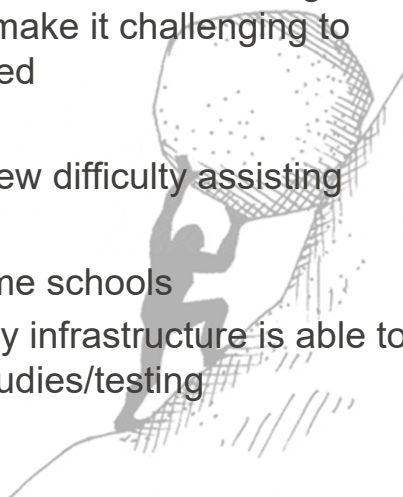 make it challenging to
ed
ew difficulty assisting
me schools
y infrastructure is able to
udies/testing